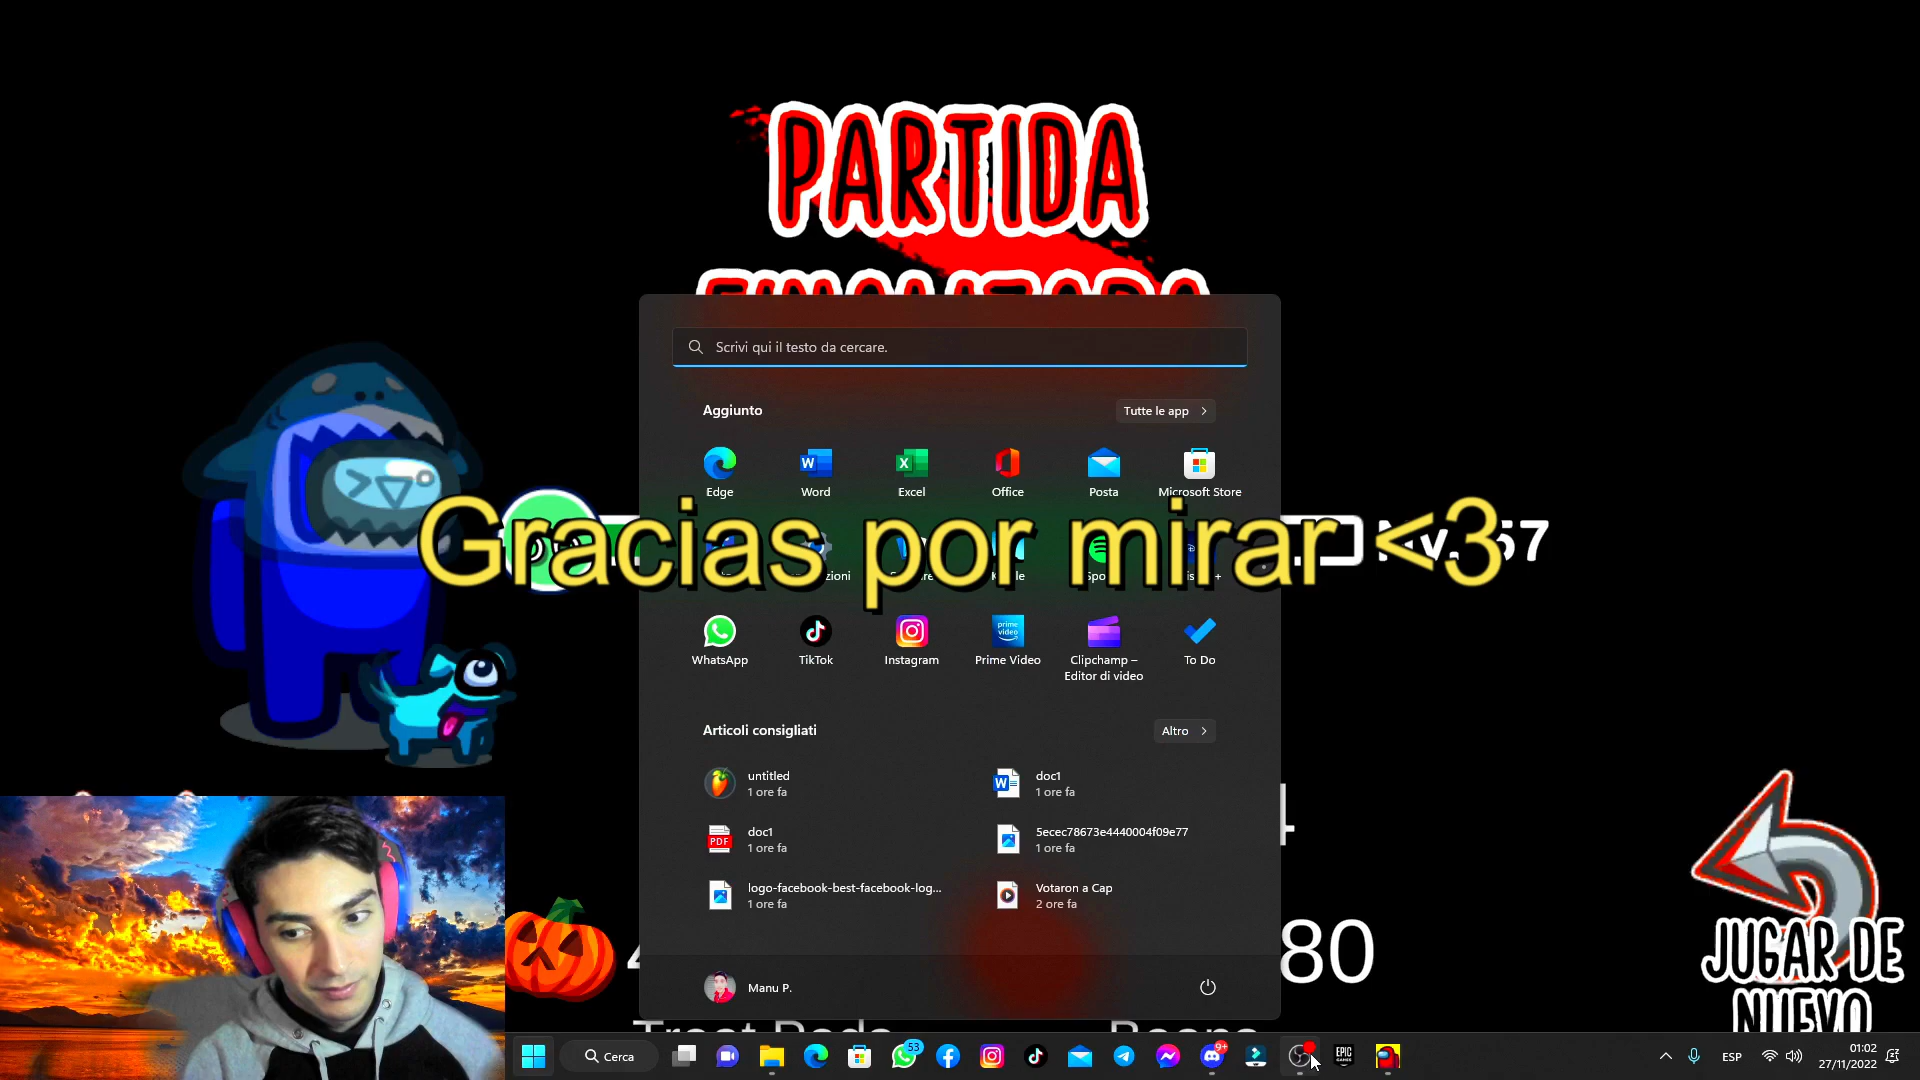 PARTIDA
Scrivi qui il testo da cercare.
Aggiunto
Tutte le app
Edge
Word
Excel
Office
Posta
Microsoft Store
Gracias por mirar <3
WhatsApp
TikTok
Instagram
Prime Video
Clipchamp –
Editor di video
To Do
Articoli consigliati
Altro
untitled
1 ore fa
doc1
1 ore fa
doc1
1 ore fa
5ecec78673e4440004f09e77
1 ore fa
logo-facebook-best-facebook-log...
1 ore fa
Votaron a Cap
2 ore fa
80
JUGAR DE
NUEVO
Manu P.
Cerca
53
9+
EPIC
GAMES
ESP
01:02
27/11/2022